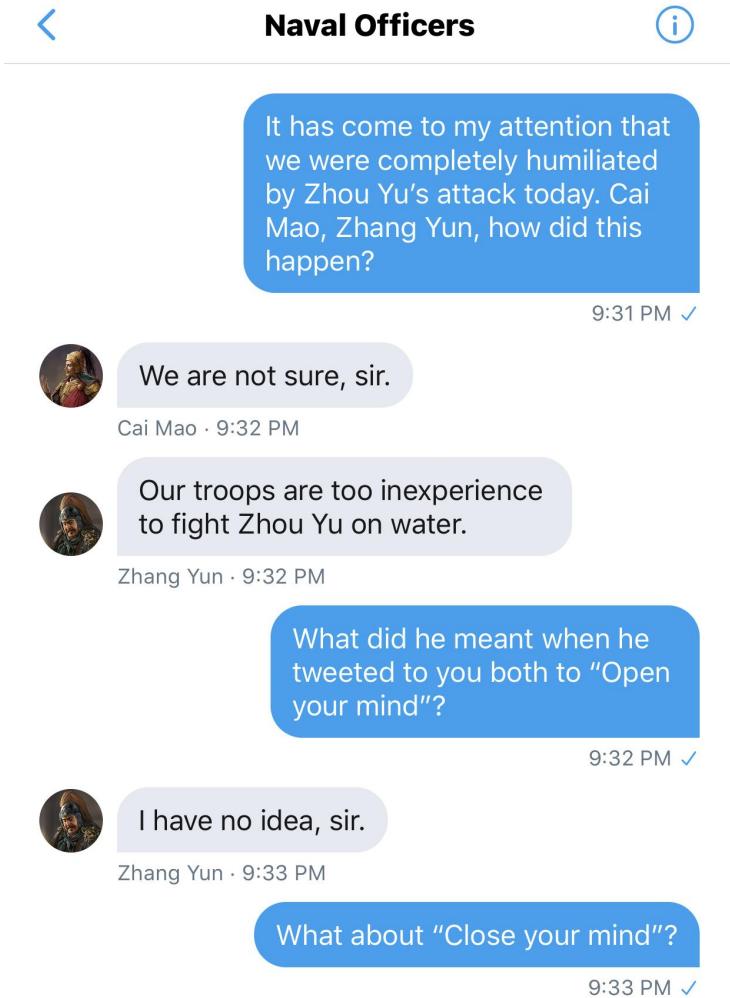 Naval Officers
It has come to my attention that
we were completely humiliated
by Zhou Yu’s attack today. Cai
Mao, Zhang Yun, how did this
happen?
9:31 PM ✓
We are not sure, sir.
Cai Mao · 9:32 PM
Our troops are too inexperience
to fight Zhou Yu on water.
Zhang Yun · 9:32 PM
What did he meant when he
tweeted to you both to “Open
your mind”?
9:32 PM ✓
I have no idea, sir.
Zhang Yun · 9:33 PM
What about “Close your mind”?
9:33 PM ✓